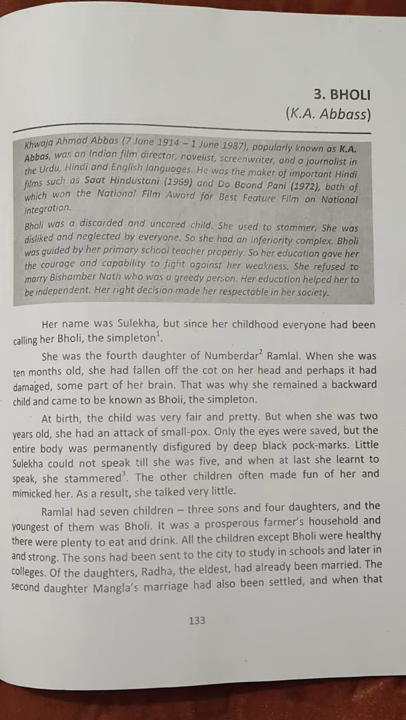 3. BHOLI
(K.A. Abbass)
Khwaja Ahmad Abbas (7 June 1914 – 1 June 1987), popularly known as K.A.
Abbas, was an Indian film director, novelist, screenwriter, and a journalist in
the Urdu, Hindi and English languages. He was the maker of important Hindi
films such as Saat Hindustani (1969) and Do Boond Pani (1972), both of
which won the National Film Award for Best Feature Film on National
Integration.
Bholi was a discarded and uncared child. She used to stammer. She was
disliked and neglected by everyone. So she had an inferiority complex. Bholi
was guided by her primary school teacher properly. So her education gave her
the courage and capability to fight against her weakness. She refused to
marry Bishamber Nath who was a greedy person. Her education helped her to
be independent. Her right decision made her respectable in her society.
Her name was Sulekha, but since her childhood everyone had been
calling her Bholi, the simpleton¹.
She was the fourth daughter of Numberdar² Ramlal. When she was
ten months old, she had fallen off the cot on her head and perhaps it had
damaged, some part of her brain. That was why she remained a backward
child and came to be known as Bholi, the simpleton.
At birth, the child was very fair and pretty. But when she was two
years old, she had an attack of small-pox. Only the eyes were saved, but the
entire body was permanently disfigured by deep black pock-marks. Little
Sulekha could not speak till she was five, and when at last she learnt to
speak, she stammered³. The other children often made fun of her and
mimicked her. As a result, she talked very little.
Ramlal had seven children – three sons and four daughters, and the
youngest of them was Bholi. It was a prosperous farmer's household and
there were plenty to eat and drink. All the children except Bholi were healthy
and strong. The sons had been sent to the city to study in schools and later in
colleges. Of the daughters, Radha, the eldest, had already been married. The
second daughter Mangla's marriage had also been settled, and when that
133